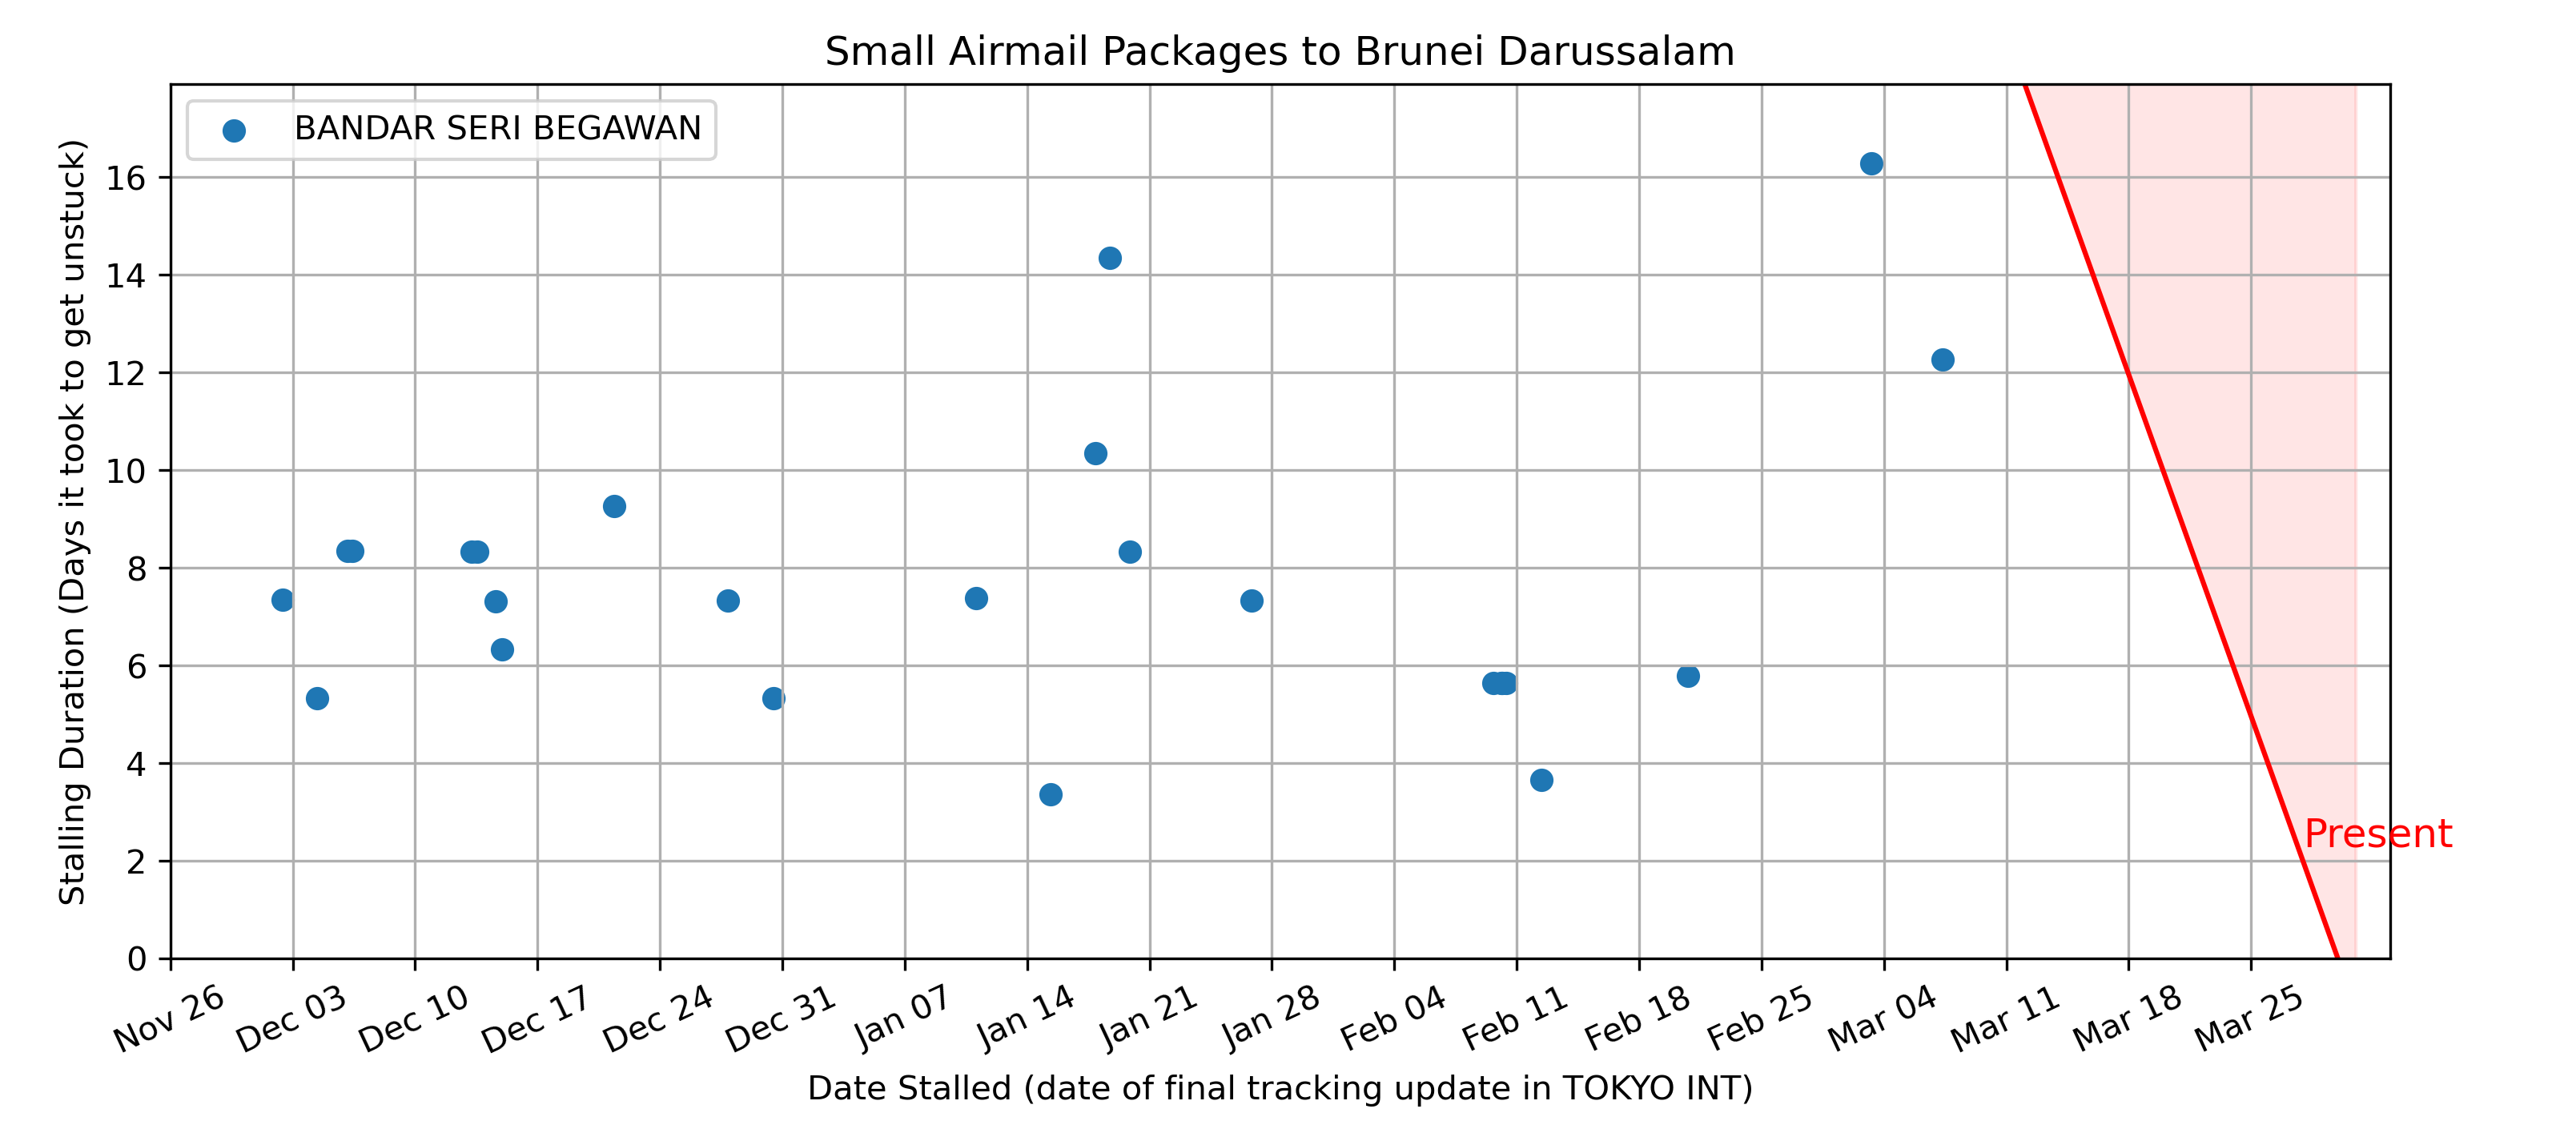 Small Airmail Packages to Brunei Darussalam
BANDAR SERI BEGAWAN
Stalling Duration (Days it took to get unstuck)
16
14
12
10
8
6
4
2
0
Present
Nov 26
Dec 03
Dec 10
Dec 17
Dec 24
Dec 31
Jan 07
Jan 14
Jan 21
Jan 28
Feb 04
Feb 11
Feb 18
Feb 25
Mar 04
Mar 11
Mar 18
Mar 25
Date Stalled (date of final tracking update in TOKYO INT)